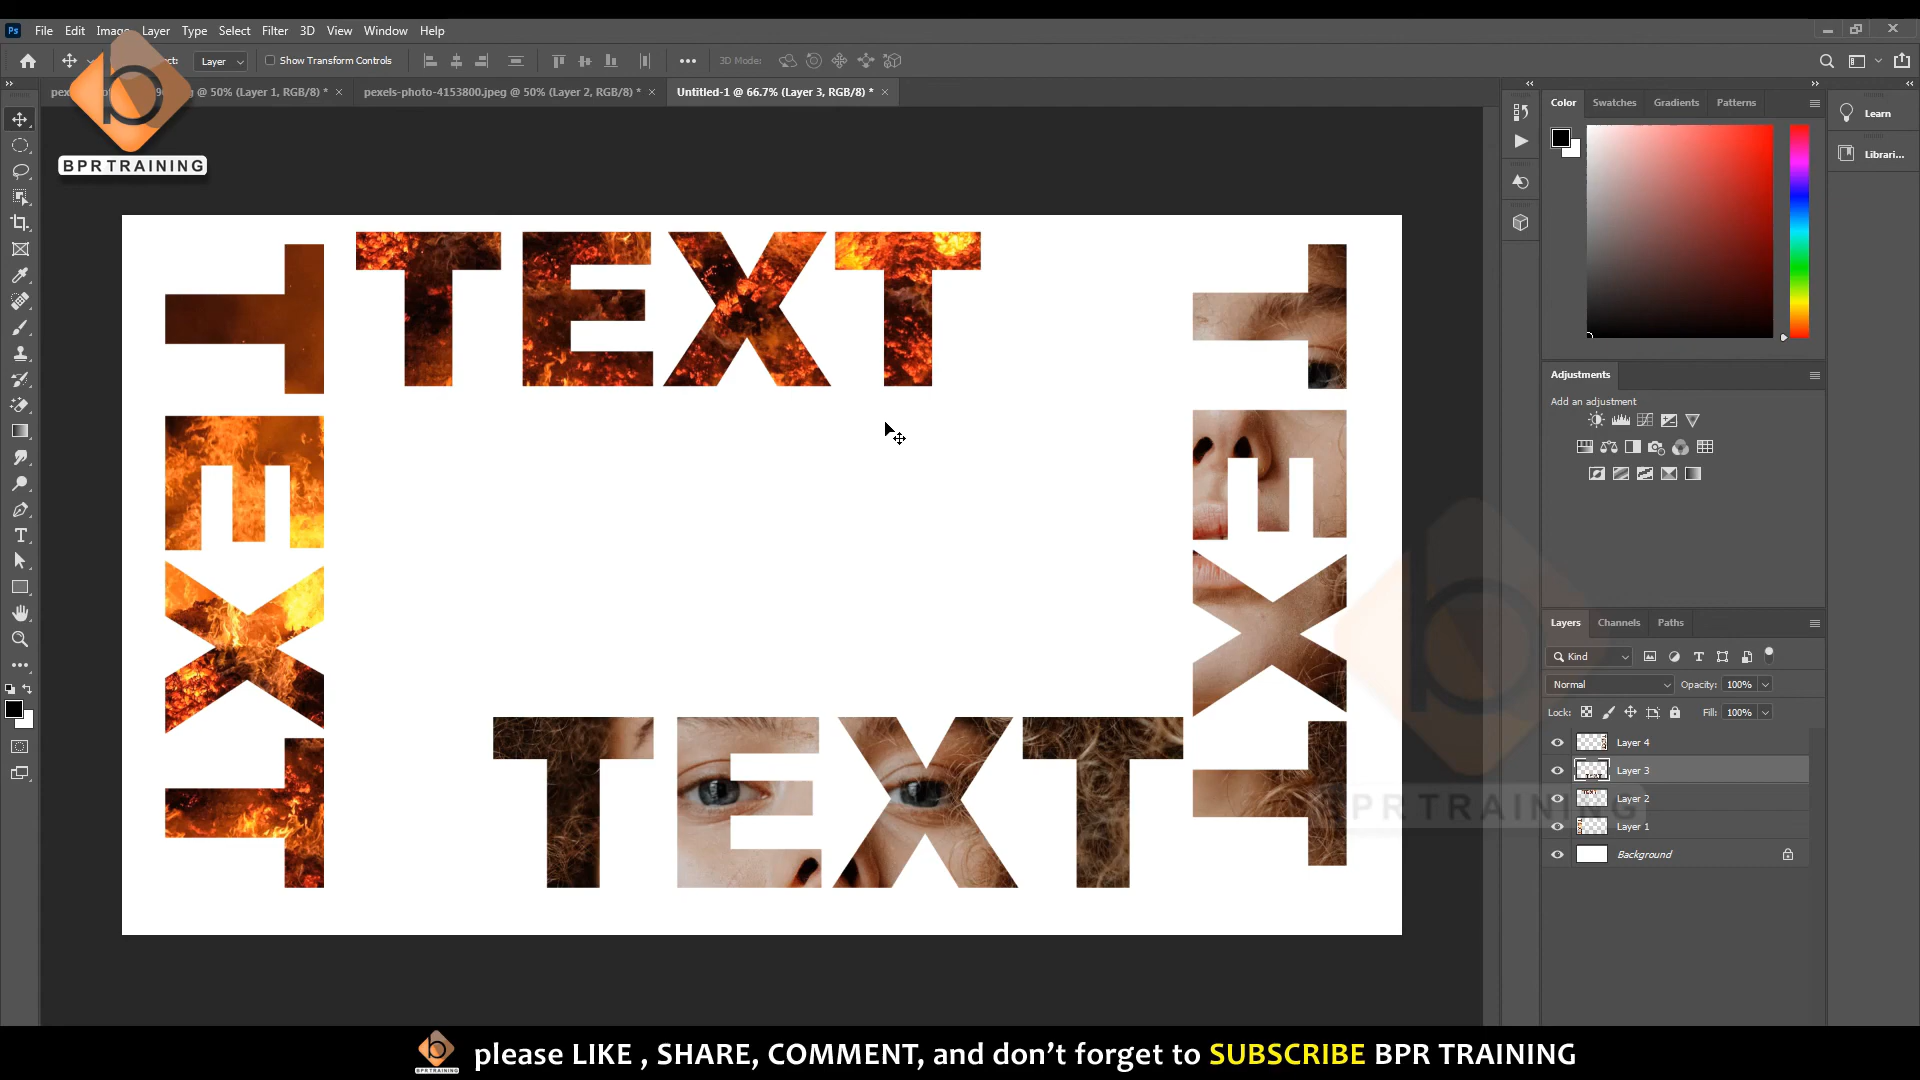 Ps File Edit Image Layer Type Select Filter 3D View Window Help
Layer Show Transform Controls 3D Mode:
@ 50% (Layer 1, RGB/8) * × pexels-photo-4153800.jpeg @ 50% (Layer 2, RGB/8) * × Untitled-1 @ 66.7% (Layer 3, RGB/8) * ×
BPR TRAINING
TEXT
TEXT
TEXT
TEXT
Color Swatches Gradients Patterns
Learn
Librari...
Adjustments
Add an adjustment
Layers Channels Paths
Kind
Normal Opacity: 100%
Lock: Fill: 100%
Layer 4
Layer 3
Layer 2
Layer 1
Background
BPRTRAINING
BPRTRAINING
please LIKE , SHARE, COMMENT, and don't forget to SUBSCRIBE BPR TRAINING